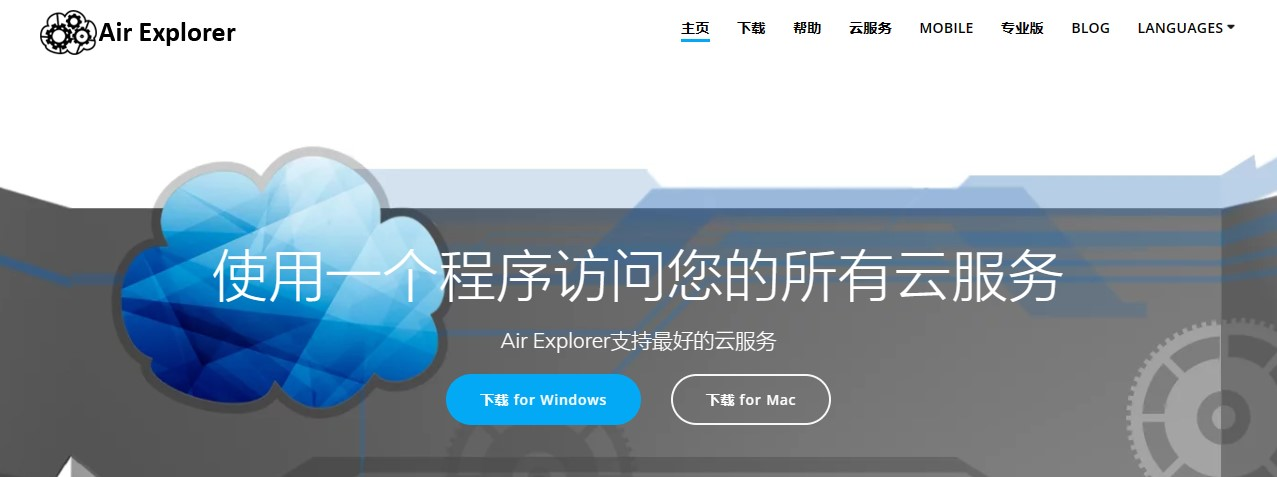 Air Explorer
主页 下载 帮助 云服务 MOBILE 专业版 BLOG LANGUAGES
使用一个程序访问您的所有云服务
Air Explorer支持最好的云服务
下载 for Windows 下载 for Mac